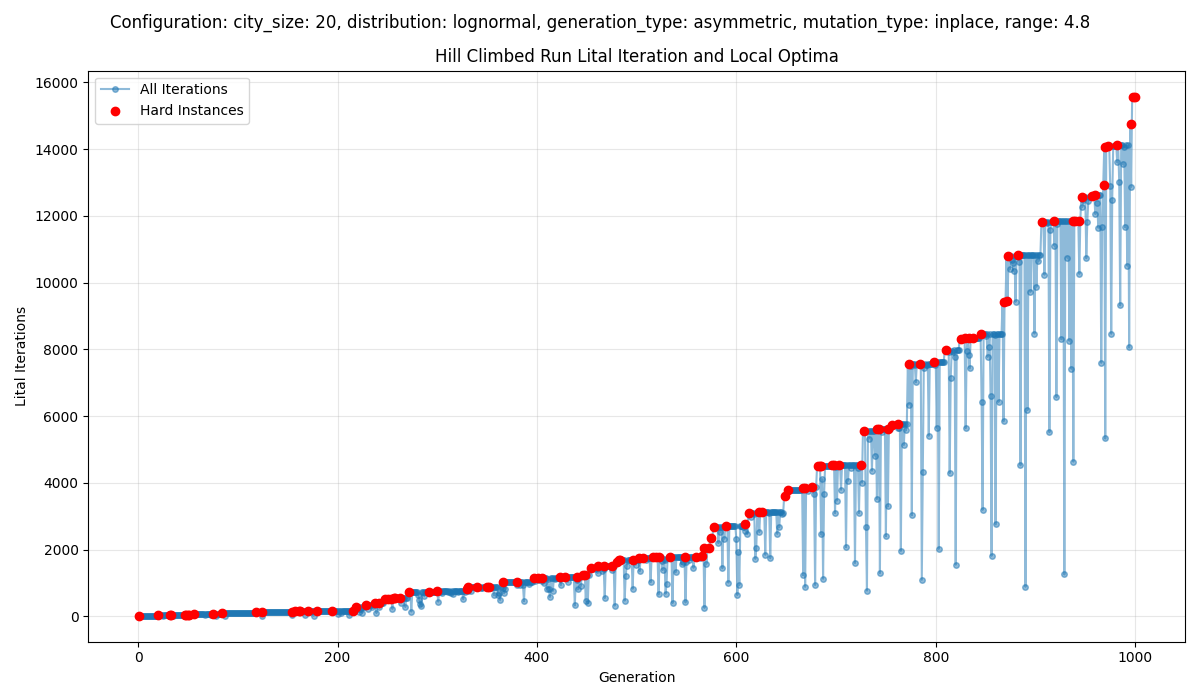 Configuration: city_size: 20, distribution: lognormal, generation_type: asymmetric, mutation_type: inplace, range: 4.8
Hill Climbed Run Lital Iteration and Local Optima
All Iterations
Hard Instances
Lital Iterations
16000
14000
12000
10000
8000
6000
4000
2000
0
0 200 400 600 800 1000
Generation